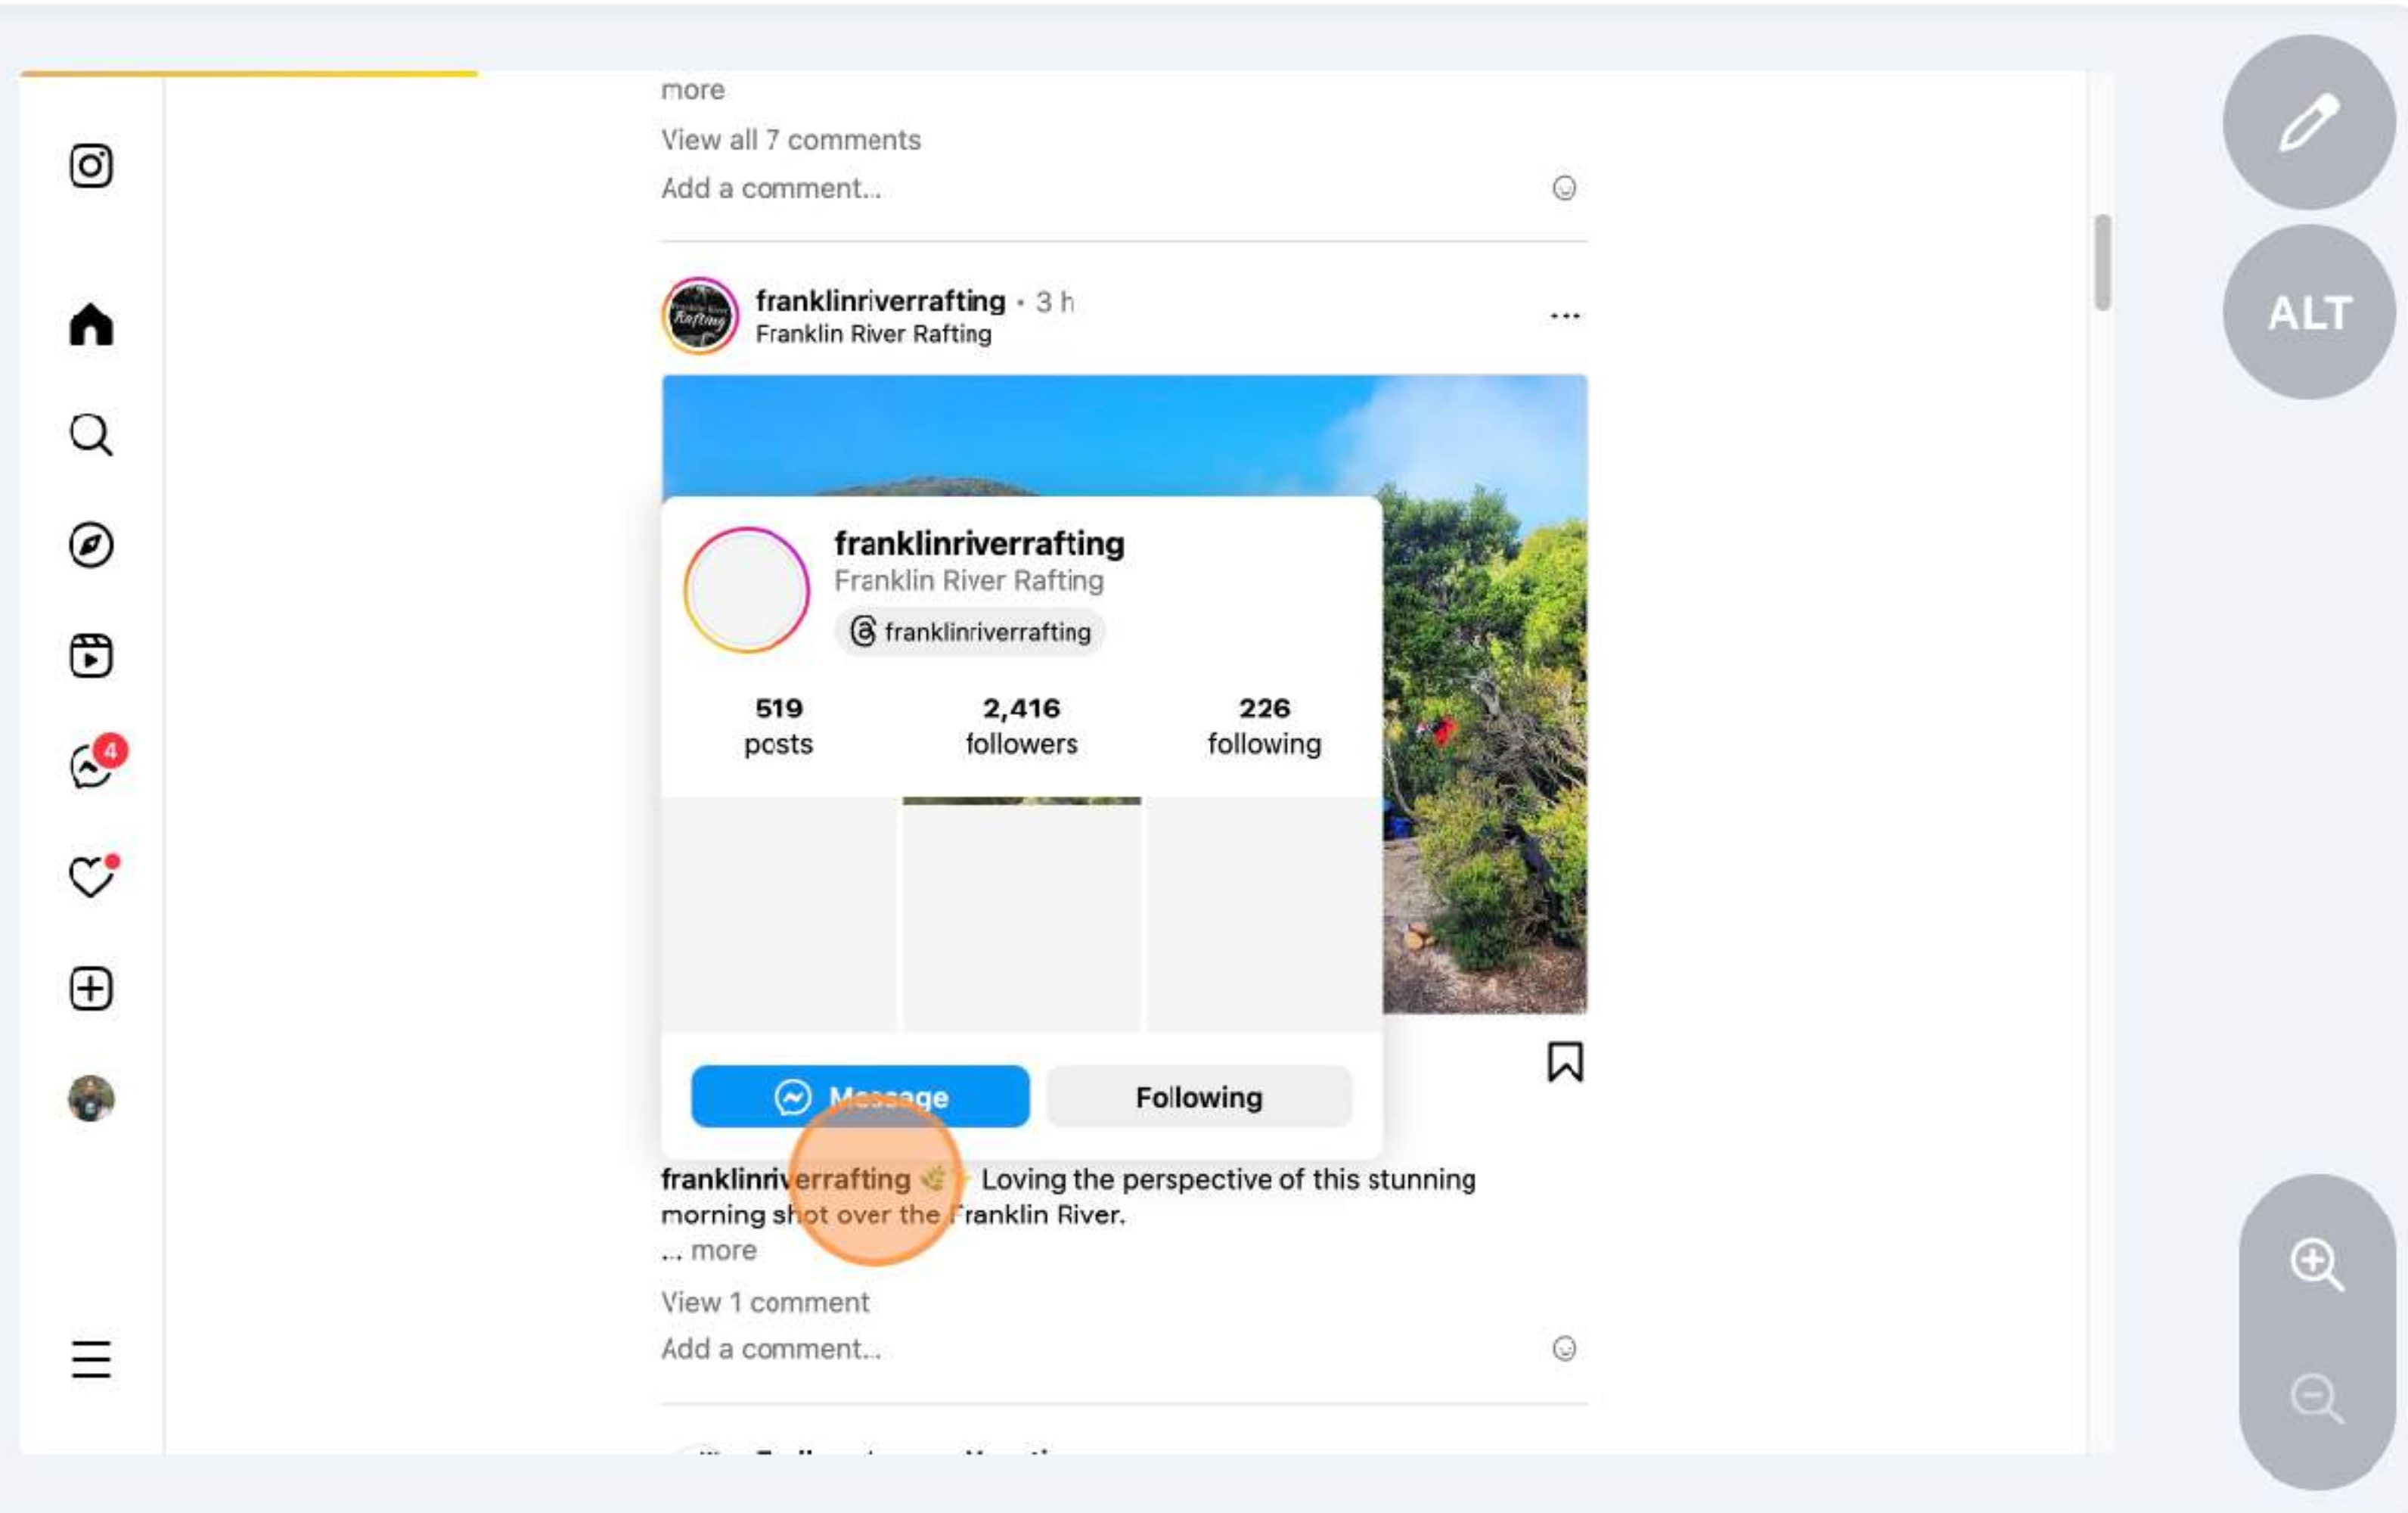 more
View all 7 comments
Add a comment...
franklinriverrafting • 3 h
Franklin River Rafting
ALT
franklinriverrafting
Franklin River Rafting
franklinriverrafting
519 posts
2,416 followers
226 following
4
Message
Following
franklinriverrafting 🌿✨ Loving the perspective of this stunning
morning shot over the Franklin River.
... more
View 1 comment
Add a comment...